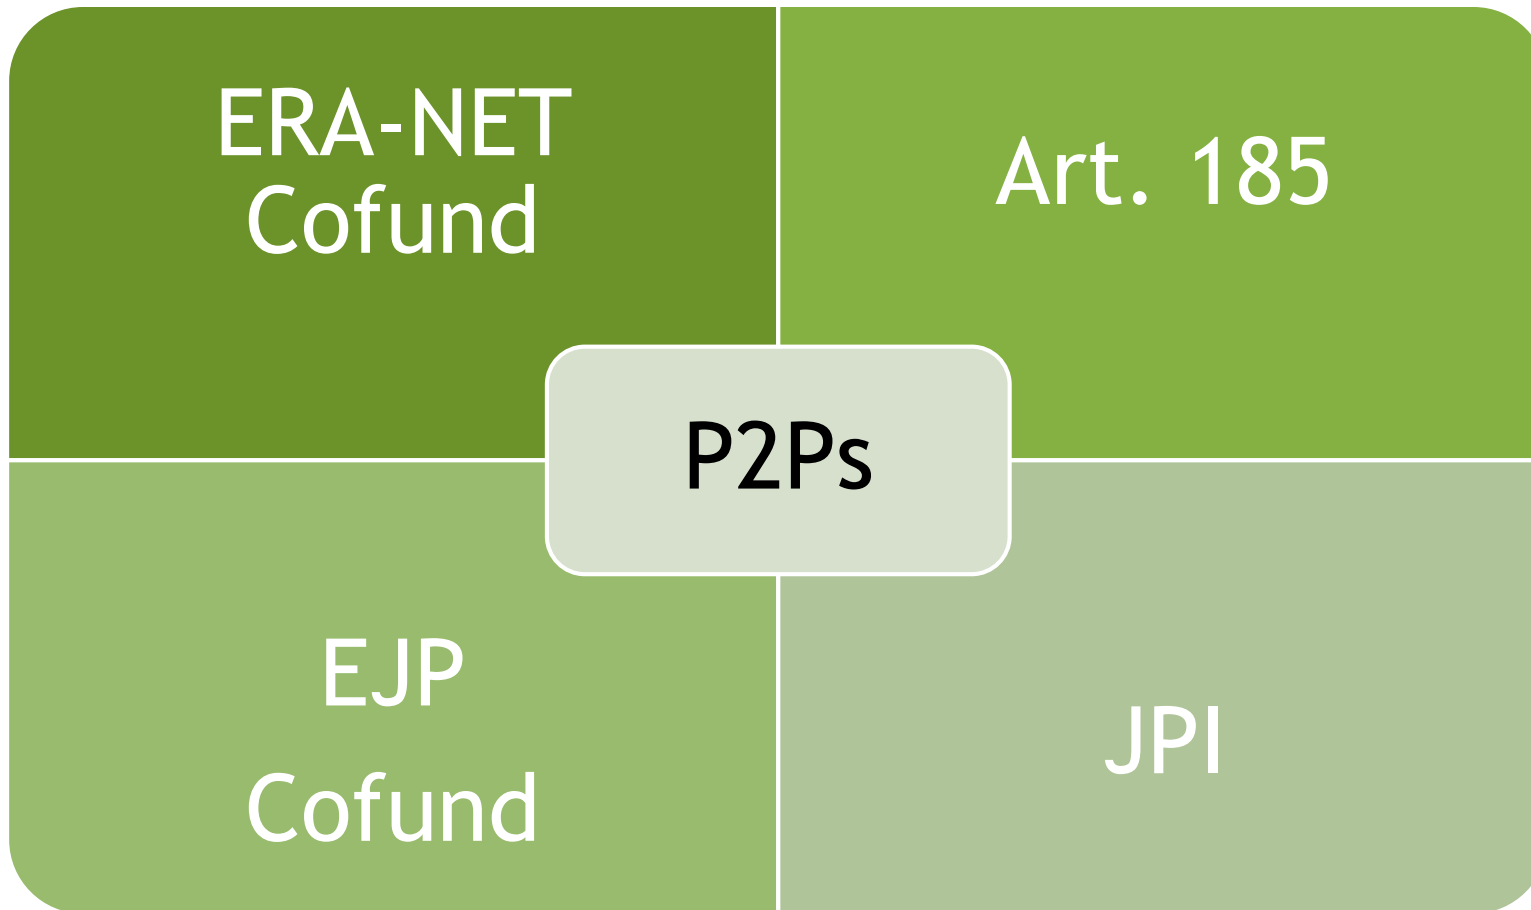 ERA-NET
Cofund
Art. 185
P2Ps
EJP
Cofund
JPI